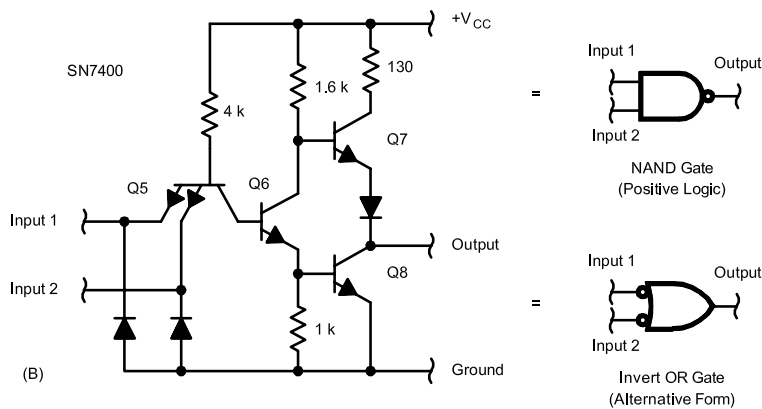 +VCC
SN7400
4 k
1.6 k
130
Q5
Q6
Q7
Q8
Input 1
Input 2
Output
1 k
Ground
(B)
=
Input 1
Output
Input 2
NAND Gate
(Positive Logic)
=
Input 1
Output
Input 2
Invert OR Gate
(Alternative Form)